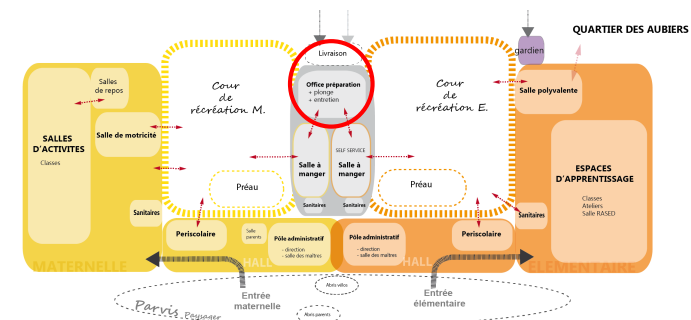 QUARTIER DES AUBIERS
Livraison
gardien
Salles
de repos
Cour
de
récréation M.
Office préparation
+ plonge
+ entretien
Cour
de
récréation E.
Salle polyvalente
Salle de motricité
SALLES
D'ACTIVITES
Classes
SELF SERVICE
Salle à
manger
Salle à
manger
ESPACES
D'APPRENTISSAGE
Classes
Ateliers
Salle RASED
Préau
Préau
Sanitaires
Sanitaires
Sanitaires
Sanitaires
Periscolaire
Salle
parents
Pôle administratif
- direction
- salle des maîtres
Pôle administratif
- direction
- salle des maîtres
Periscolaire
MATERNELLE
HALL
HALL
ELEMENTAIRE
Abris vélos
Entrée
maternelle
Entrée
élémentaire
Parvis Paysager
Abris parents